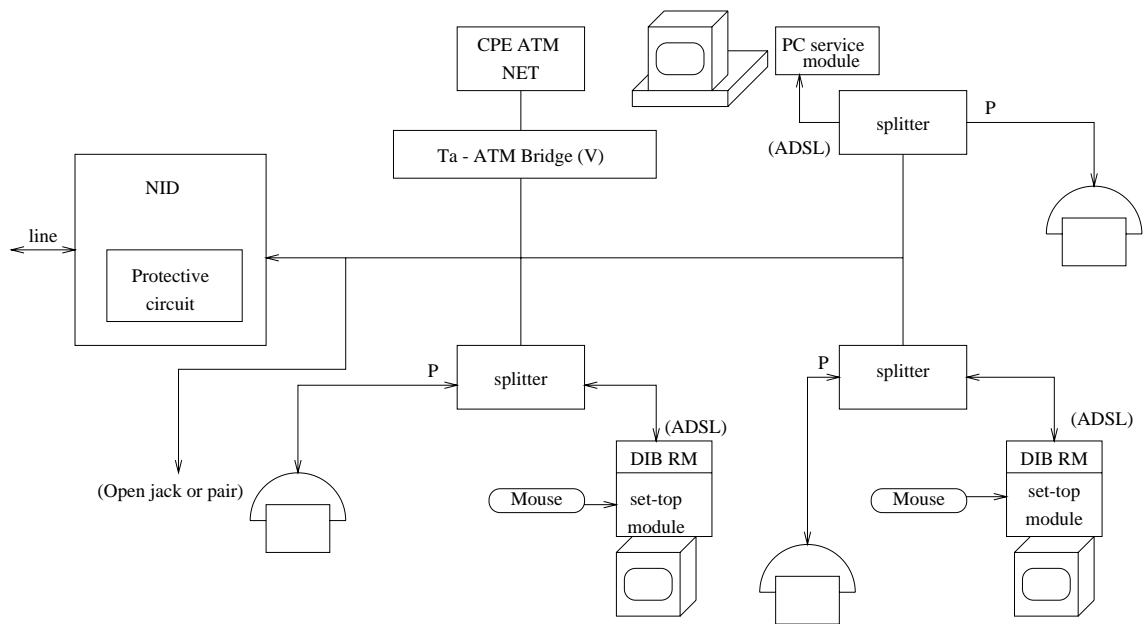 CPE ATM
NET
PC service
module
splitter
P
(ADSL)
Ta - ATM Bridge (V)
NID
line
Protective
circuit
P
splitter
(ADSL)
P
splitter
(ADSL)
(Open jack or pair)
DIB RM
Mouse
set-top
module
DIB RM
Mouse
set-top
module